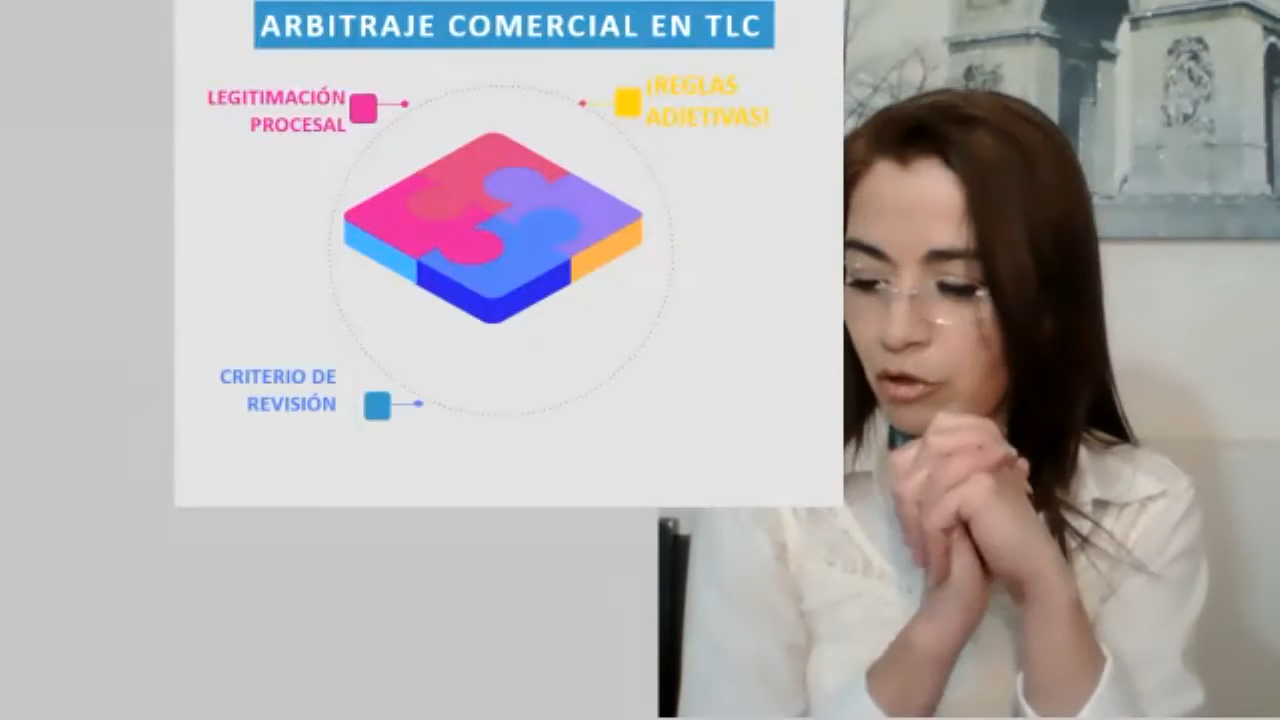 ARBITRAJE COMERCIAL EN TLC
LEGITIMACIÓN
PROCESAL
¡REGLAS
ADJETIVAS!
CRITERIO DE
REVISIÓN